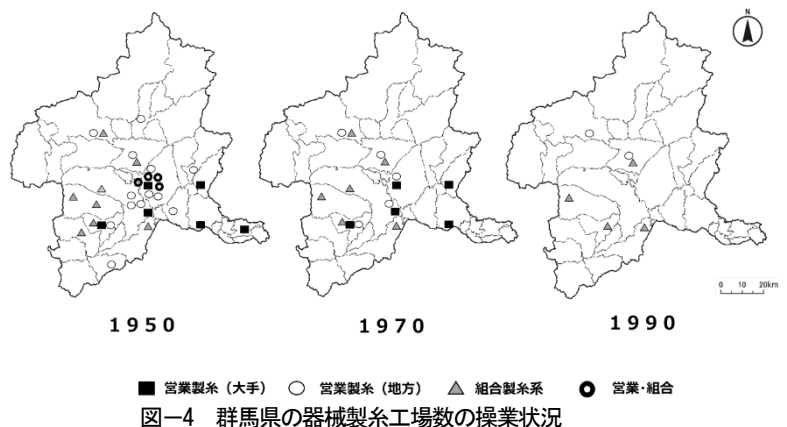 N
0 10 20km
1950
1970
1990
営業製糸（大手） 営業製糸（地方） 組合製糸系 営業・組合
図－4 群馬県の器械製糸工場数の操業状況